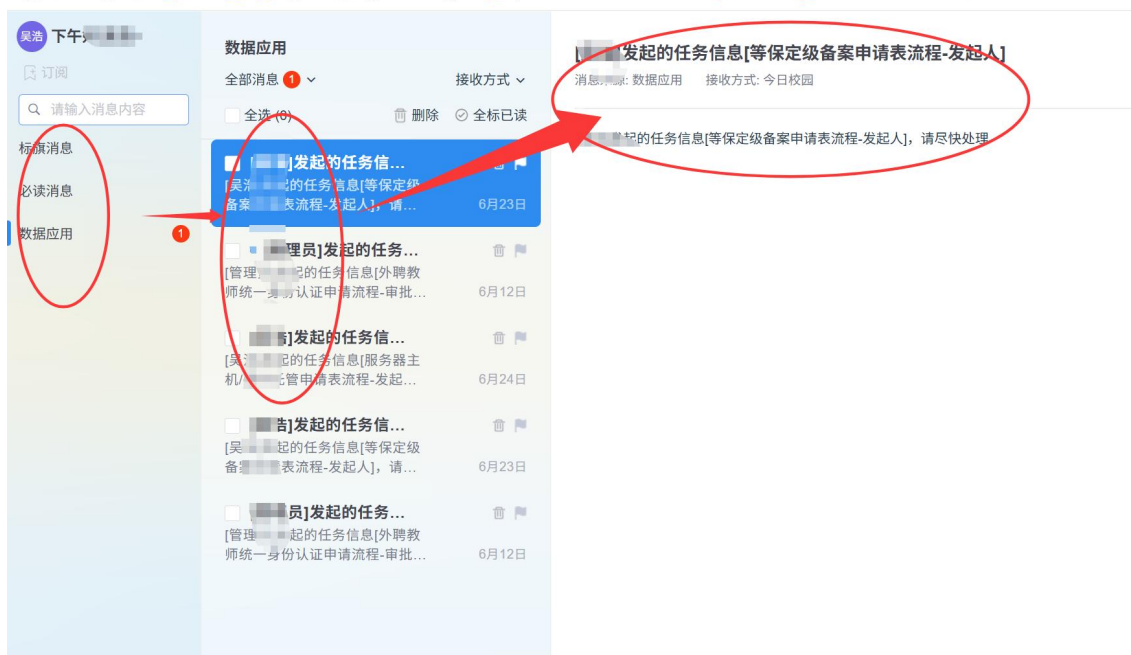 吴浩 下午
订阅
请输入消息内容
标旗消息
必读消息
数据应用 1
数据应用
全部消息 1 接收方式
全选 (0) 删除 全标已读
]发起的任务信...
[吴 的任务信息[等保定级
备案 表流程-发起人],请... 6月23日
理员]发起的任务...
[管理 起的任务信息[外聘教
师统一身份认证申请流程-审批... 6月12日
]发起的任务信...
[吴 起的任务信息[服务器主
机/ 托管申请表流程-发起... 6月24日
浩]发起的任务信...
[吴 起的任务信息[等保定级
备 表流程-发起人],请... 6月23日
员]发起的任务...
[管理 起的任务信息[外聘教
师统一身份认证申请流程-审批... 6月12日
[ 发起的任务信息[等保定级备案申请表流程-发起人]
消息 源: 数据应用 接收方式: 今日校园
起的任务信息[等保定级备案申请表流程-发起人],请尽快处理